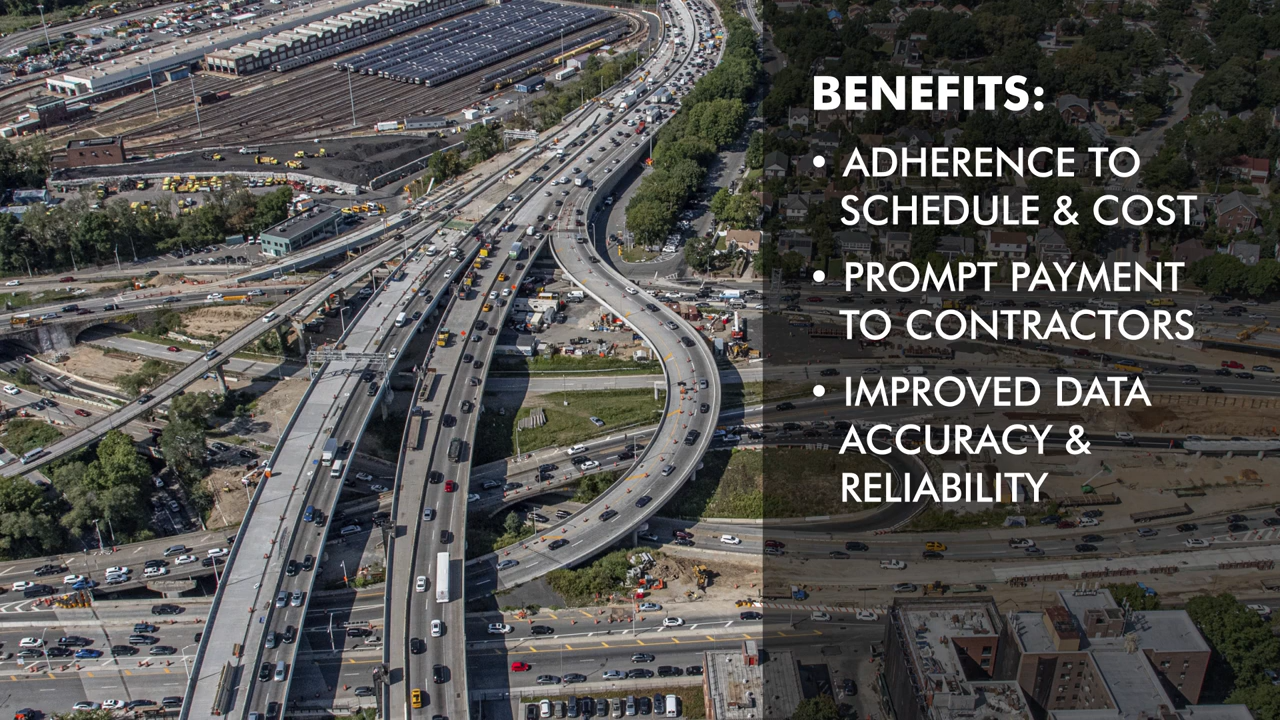 BENEFITS:
• ADHERENCE TO
SCHEDULE & COST
• PROMPT PAYMENT
TO CONTRACTORS
• IMPROVED DATA
ACCURACY &
RELIABILITY